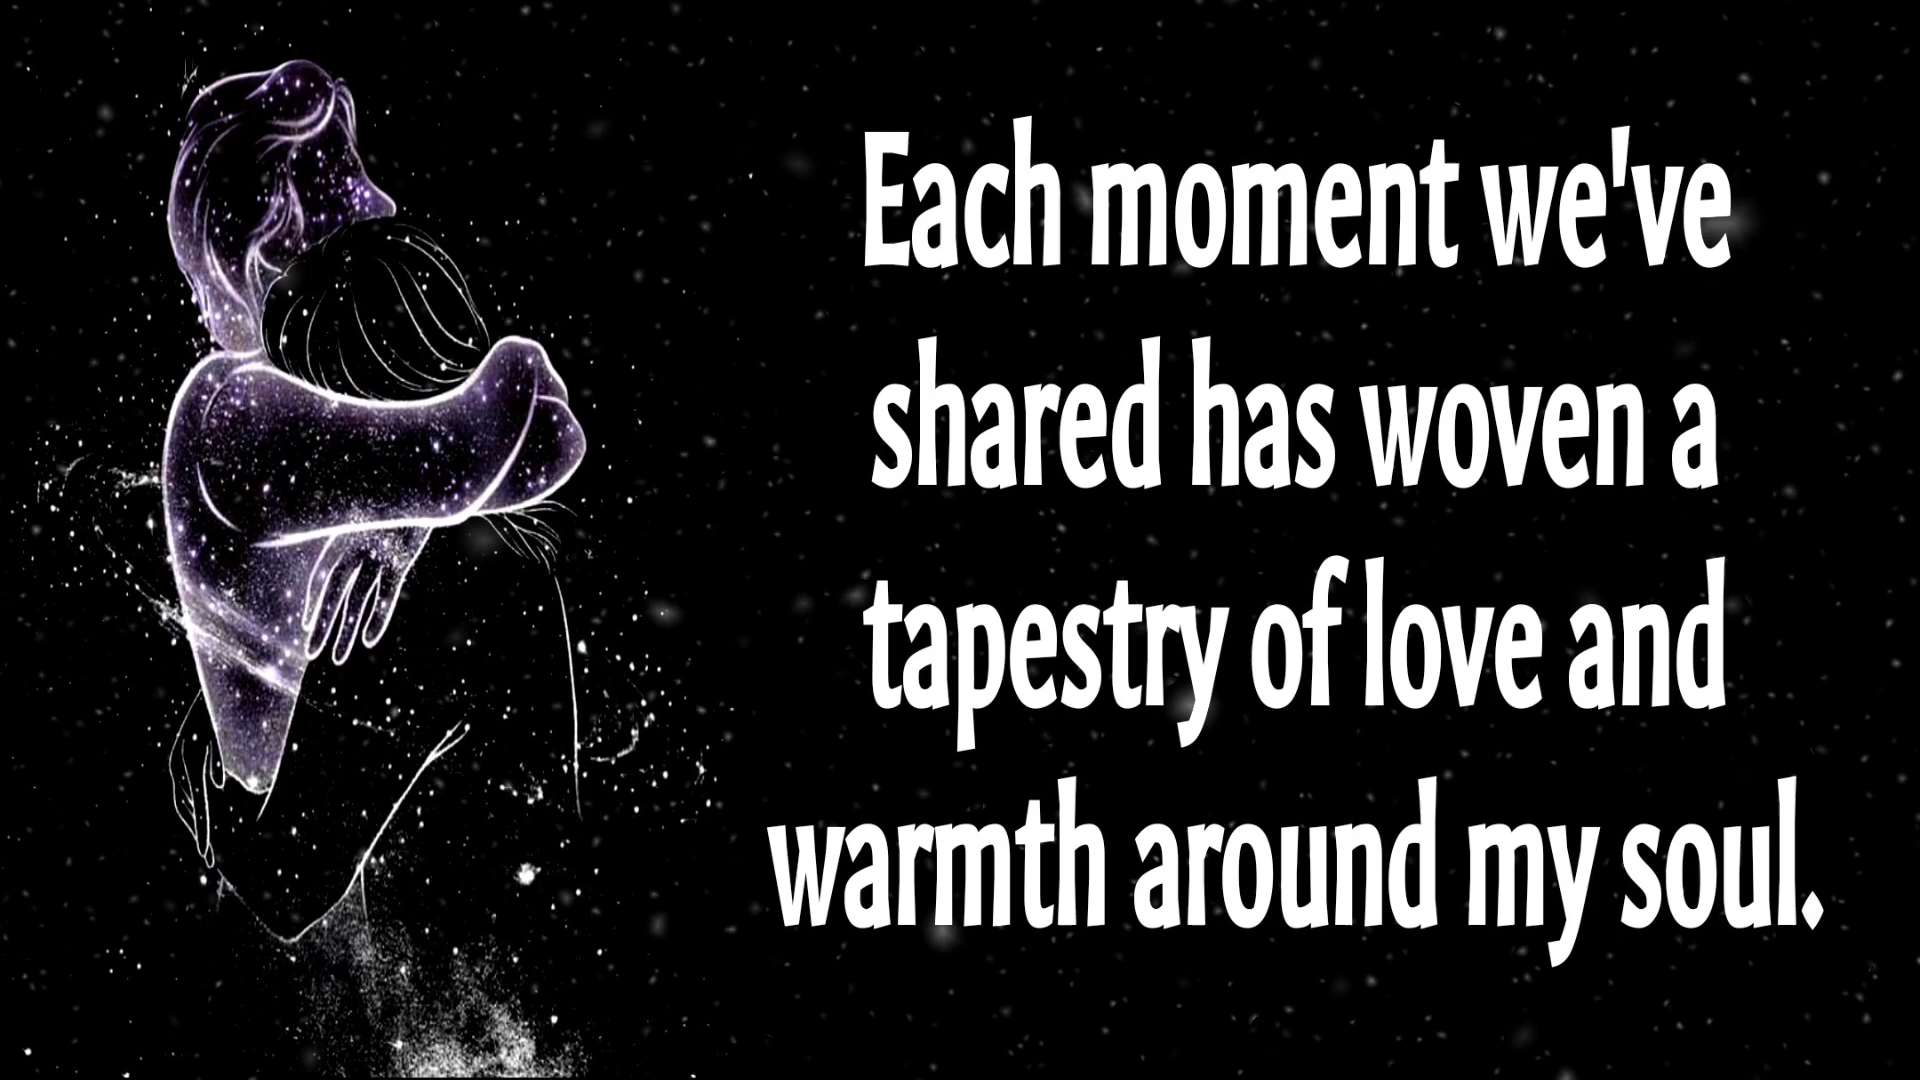 Each moment we've
shared has woven a
tapestry of love and
warmth around my soul.